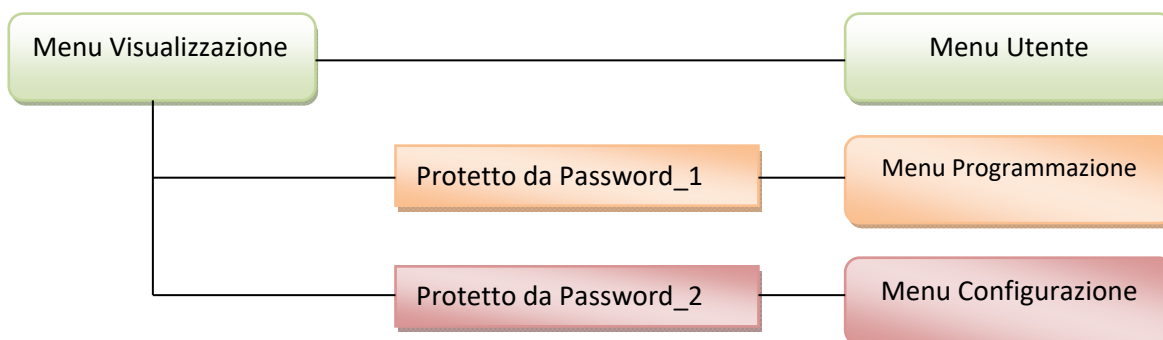 Menu Visualizzazione
Menu Utente
Protetto da Password_1
Menu Programmazione
Protetto da Password_2
Menu Configurazione